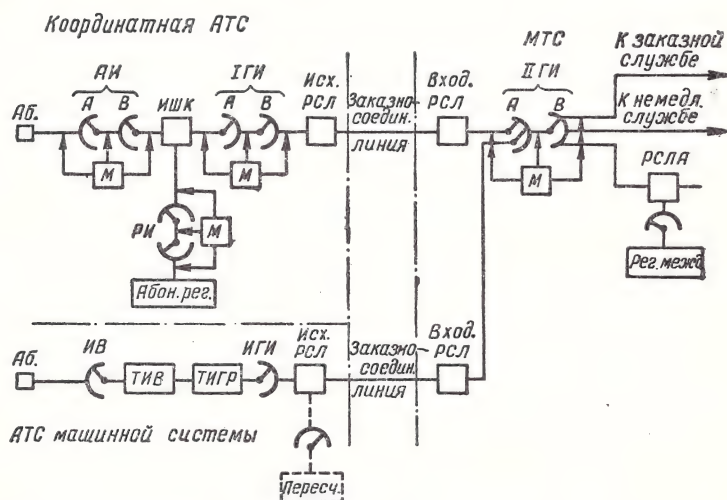 Координатная АТС
МТС
К заказной
службе
АИ
IГИ
Исх.
РСЛ
Заказно-
соедин.
линия
Вход.
РСЛ
IIГИ
К немедл.
службе
Аб.
А
В
ИШК
А
В
А
В
М
М
М
РСЛА
РИ
М
Рег. межд.
Абон. рег.
Аб.
ИВ
ТИВ
ТИГР
ИГИ
Исх.
РСЛ
Заказно-
соедин.
линия
Вход.
РСЛ
АТС машинной системы
Пересч.